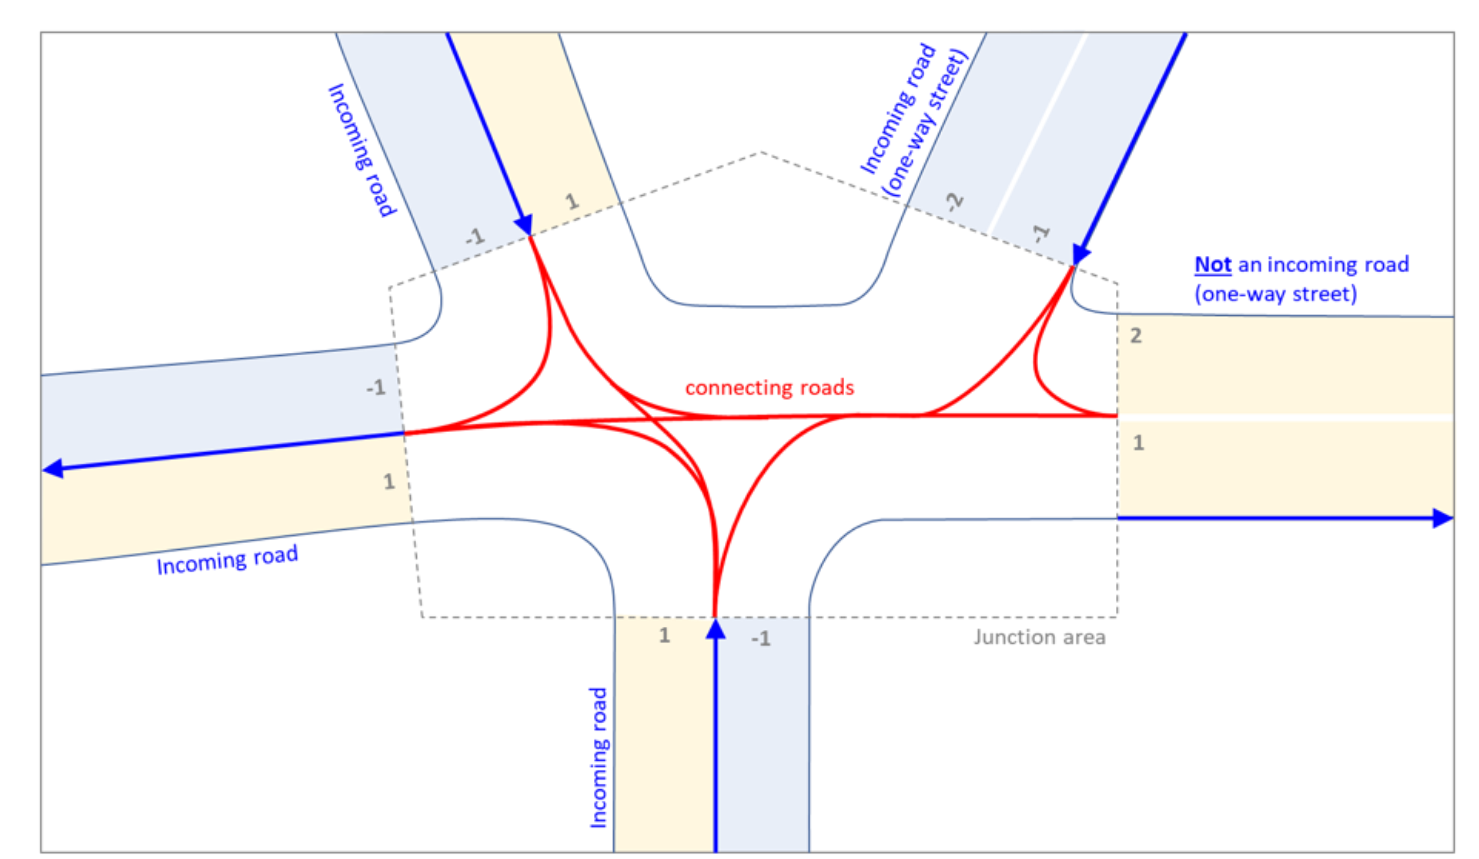 Incoming road
Incoming road
(one-way street)
-1
1
-2
-1
Not an incoming road
(one-way street)
2
-1
connecting roads
1
1
Incoming road
1
-1
Junction area
Incoming road